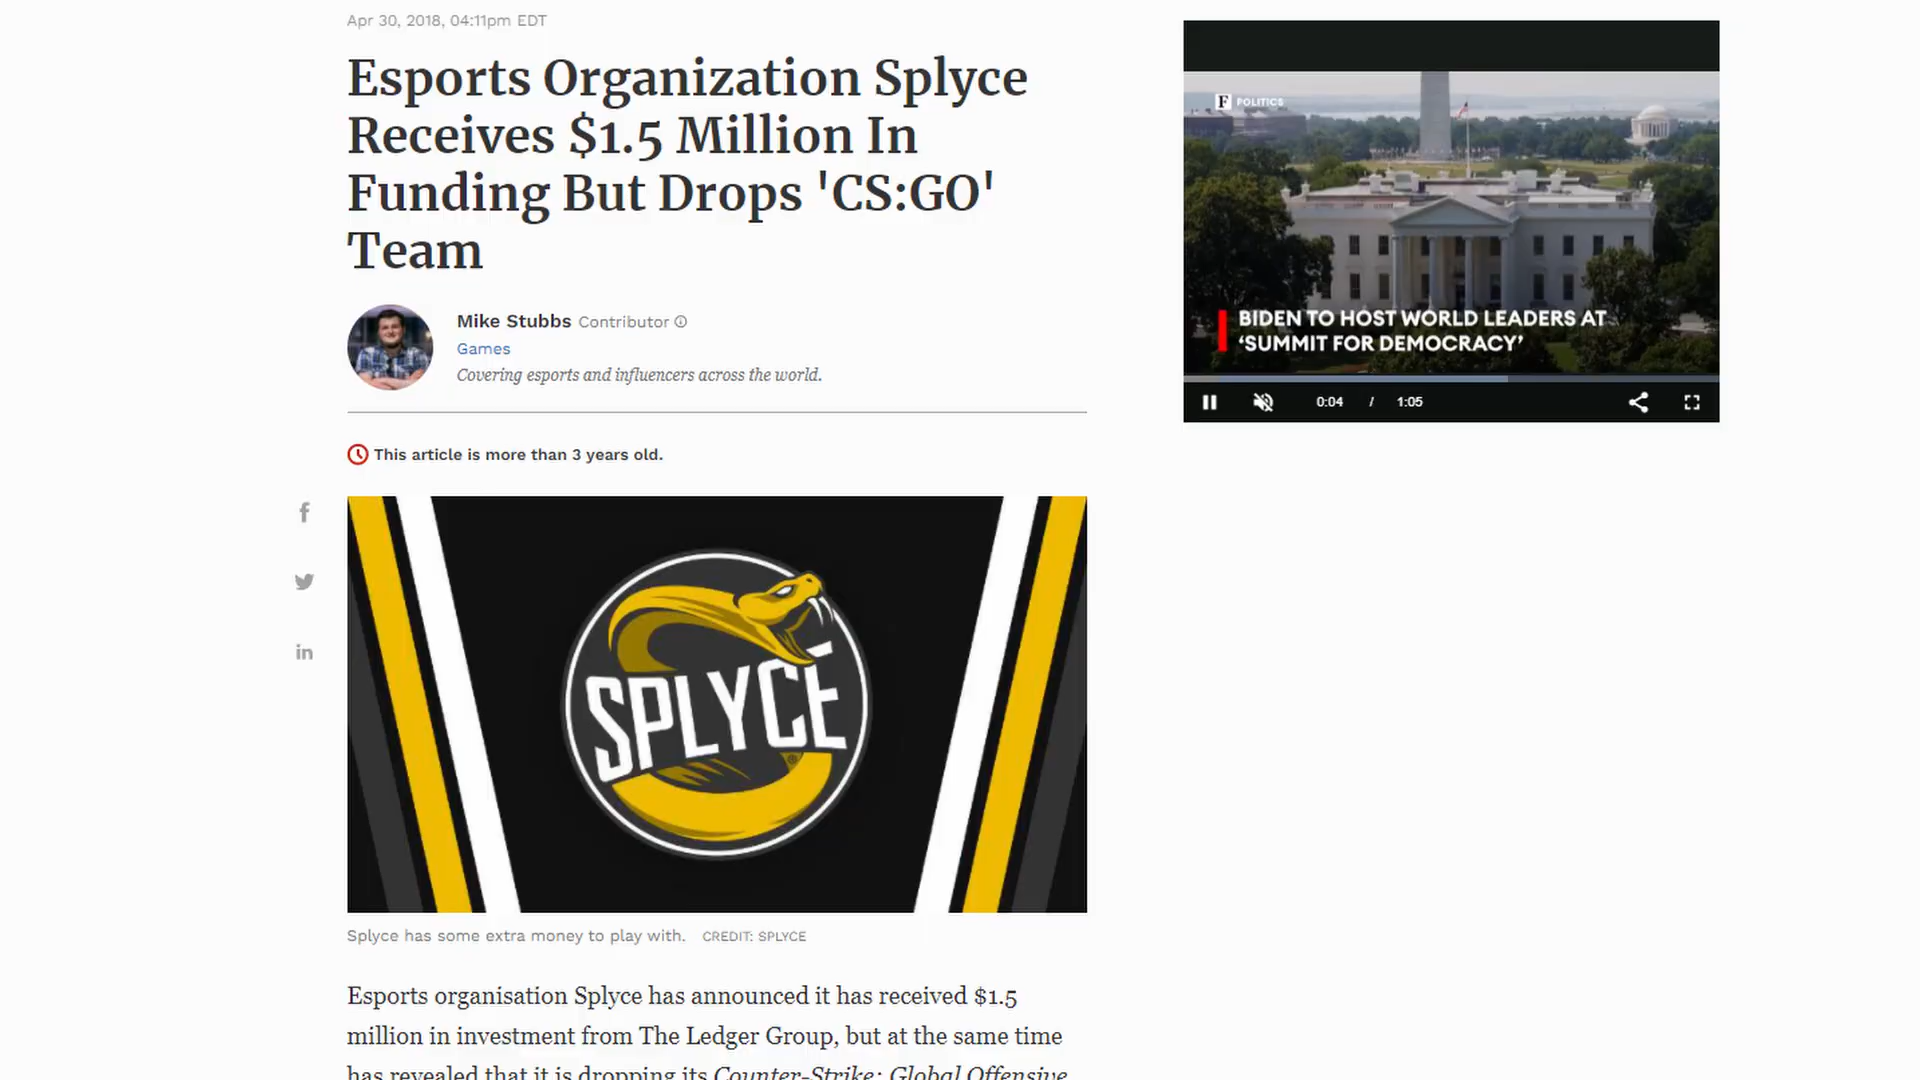 Apr 30, 2018, 04:11pm EDT
Esports Organization Splyce
Receives $1.5 Million In
Funding But Drops 'CS:GO'
Team
Mike Stubbs Contributor
Games
Covering esports and influencers across the world.
This article is more than 3 years old.
SPLYCE
Splyce has some extra money to play with. CREDIT: SPLYCE
Esports organisation Splyce has announced it has received $1.5
million in investment from The Ledger Group, but at the same time
has revealed that it is dropping its Counter-Strike: Global Offensive
F POLITICS
BIDEN TO HOST WORLD LEADERS AT
‘SUMMIT FOR DEMOCRACY’
0:04 / 1:05